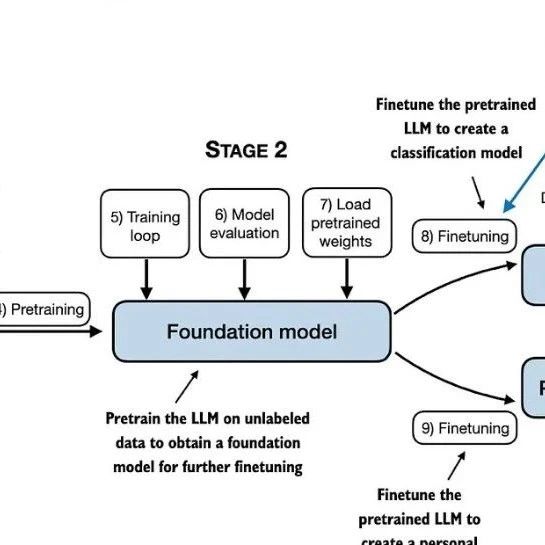 Finetune the pretrained
LLM to create a
classification model
STAGE 2
5) Training
loop
6) Model
evaluation
7) Load
pretrained
weights
8) Finetuning
) Pretraining
Foundation model
Pretrain the LLM on unlabeled
data to obtain a foundation
model for further finetuning
9) Finetuning
Finetune the
pretrained LLM to
create a personal